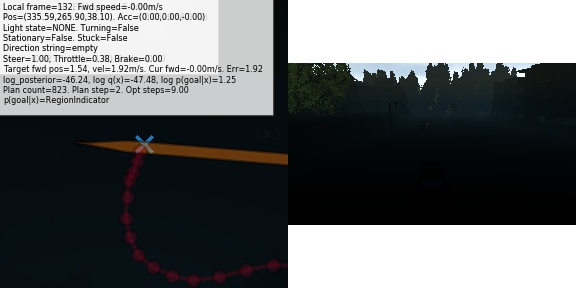 Local frame=132. Fwd speed=-0.00m/s
Pos=(335.59,265.90,38.10). Acc=(0.00,0.00,-0.00)
Light state=NONE. Turning=False
Stationary=False. Stuck=False
Direction string=empty
Steer=1.00, Throttle=0.38, Brake=0.00
Target fwd pos=1.54, vel=1.92m/s. Cur fwd=-0.00m/s. Err=1.92
log_posterior=-46.24, log q(x)=-47.48, log p(goal|x)=1.25
Plan count=823. Plan step=2. Opt steps=9.00
p(goal|x)=RegionIndicator